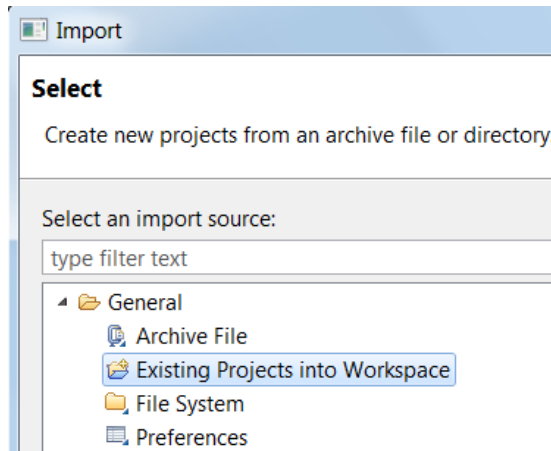 Import
Select
Create new projects from an archive file or directory
Select an import source:
type filter text
General
Archive File
Existing Projects into Workspace
File System
Preferences